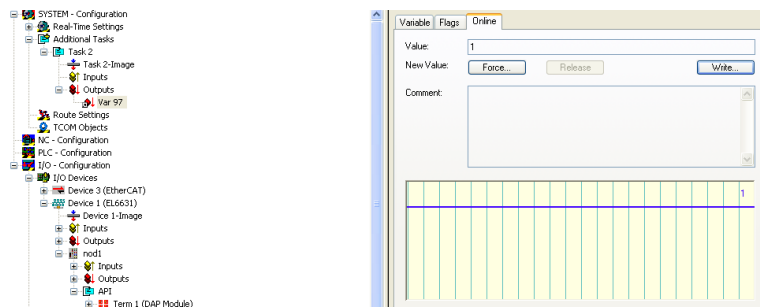 SYSTEM - Configuration
Real-Time Settings
Additional Tasks
Task 2
Task 2-Image
Inputs
Outputs
Var 97
Route Settings
TCOM Objects
NC - Configuration
PLC - Configuration
I/O - Configuration
I/O Devices
Device 3 (EtherCAT)
Device 1 (EL6631)
Device 1-Image
Inputs
Outputs
nod1
Inputs
Outputs
API
Term 1 (DAP Module)
Variable Flags Online
Value: 1
New Value: Force... Release Write...
Comment:
1